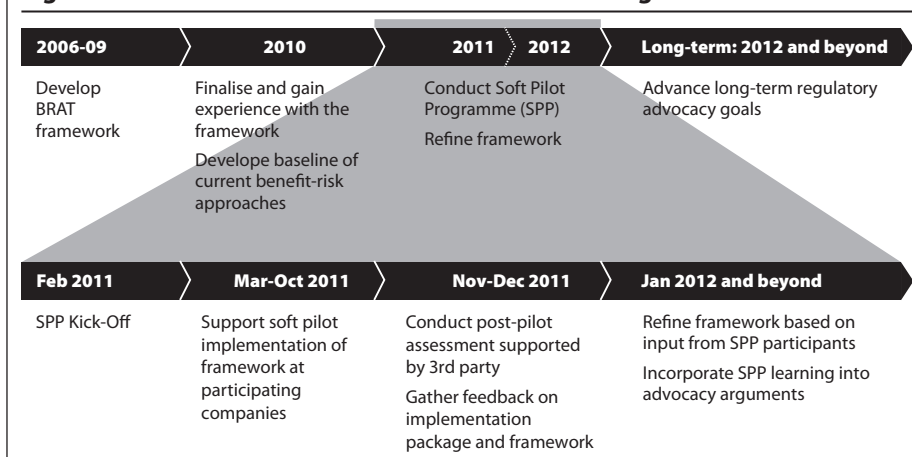 2006-09
2010
2011
2012
Long-term: 2012 and beyond
Develop
BRAT
framework
Finalise and gain
experience with the
framework
Develope baseline of
current benefit-risk
approaches
Conduct Soft Pilot
Programme (SPP)
Refine framework
Advance long-term regulatory
advocacy goals
Feb 2011
Mar-Oct 2011
Nov-Dec 2011
Jan 2012 and beyond
SPP Kick-Off
Support soft pilot
implementation of
framework at
participating
companies
Conduct post-pilot
assessment supported
by 3rd party
Gather feedback on
implementation
package and framework
Refine framework based on
input from SPP participants
Incorporate SPP learning into
advocacy arguments